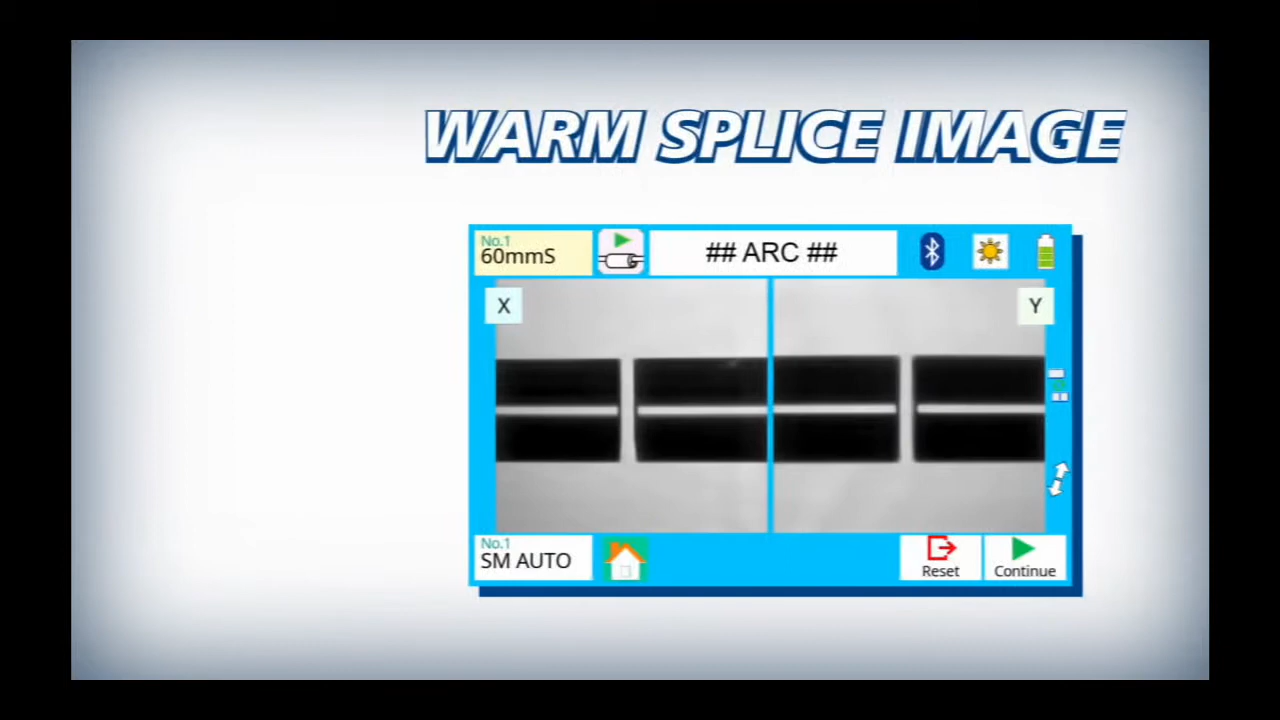 WARM SPLICE IMAGE
No.1
60mmS
## ARC ##
X
Y
No.1
SM AUTO
Reset
Continue